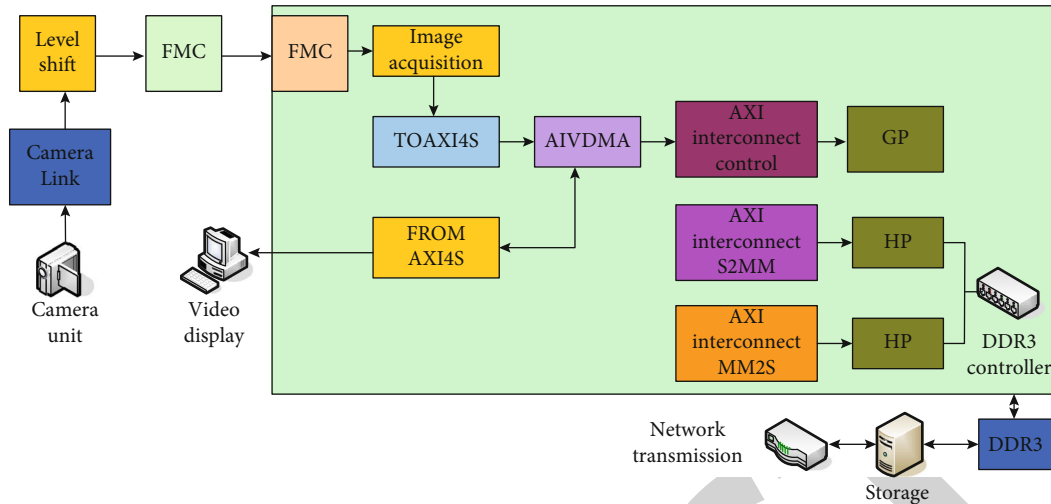 Level
shift
FMC
FMC
Image
acquisition
Camera
Link
TOAXI4S
AIVDMA
AXI
interconnect
control
GP
Camera
unit
Video
display
FROM
AXI4S
AXI
interconnect
S2MM
HP
AXI
interconnect
MM2S
HP
DDR3
controller
Network
transmission
Storage
DDR3